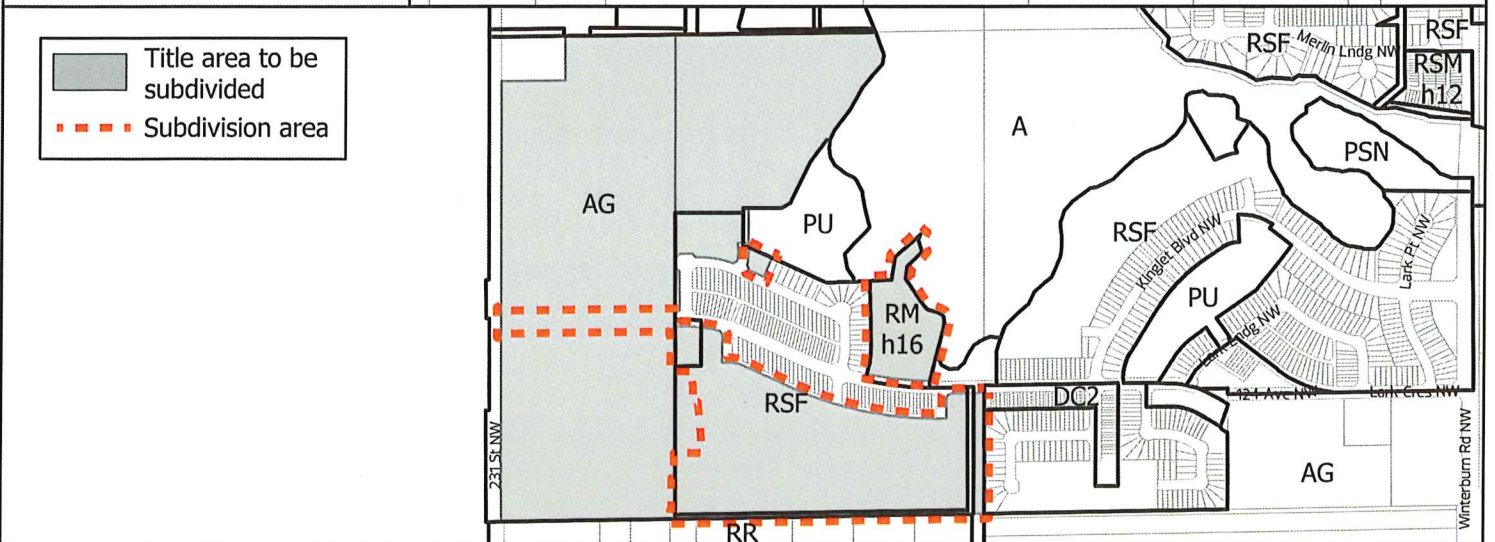 Title area to be
subdivided
Subdivision area
RSF
Merlin Lndg NW
RSF
RSM
h12
A
PSN
AG
PU
RSF
Kinglet Blvd NW
Lark Pt NW
PU
RM
h16
Lark Lndg NW
RSF
DC2
124 Ave NW
Lark Cres NW
231 St NW
AG
Winterburn Rd NW
RR